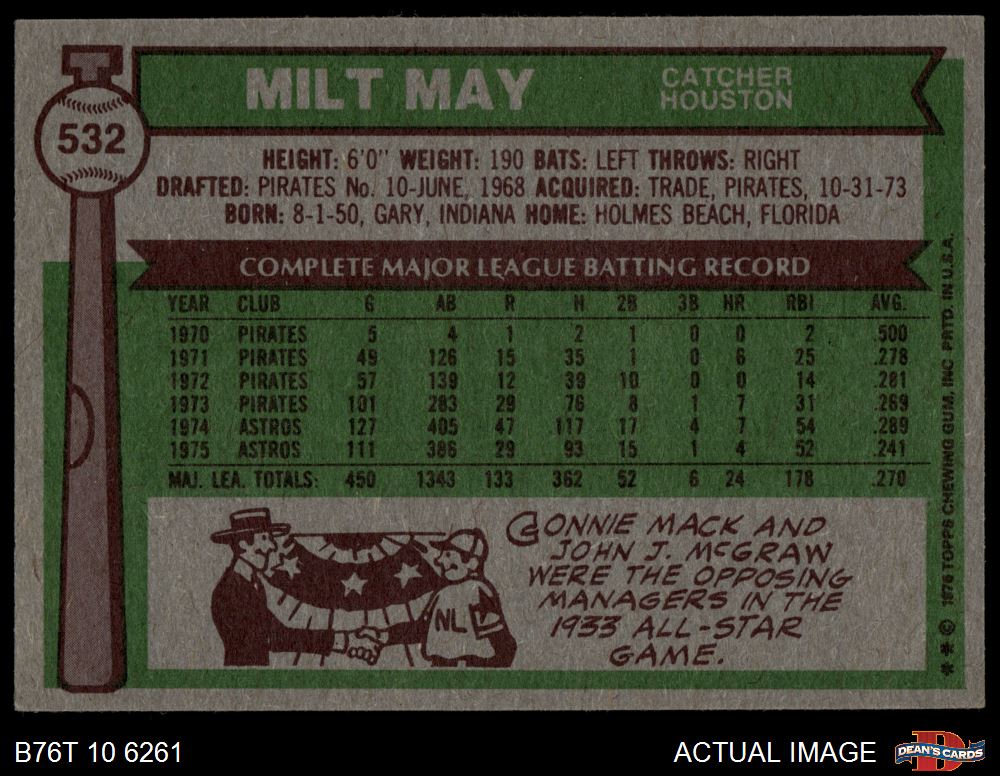 532
MILT MAY
CATCHER
HOUSTON
HEIGHT: 6'0" WEIGHT: 190 BATS: LEFT THROWS: RIGHT
DRAFTED: PIRATES No. 10-JUNE, 1968 ACQUIRED: TRADE, PIRATES, 10-31-73
BORN: 8-1-50, GARY, INDIANA HOME: HOLMES BEACH, FLORIDA
COMPLETE MAJOR LEAGUE BATTING RECORD
YEAR CLUB G AB R H 2B 3B HR RBI AVG.
1970 PIRATES 5 4 1 2 1 0 0 2 .500
1971 PIRATES 49 126 15 35 1 0 6 25 .278
1972 PIRATES 57 139 12 39 10 0 0 14 .281
1973 PIRATES 101 283 29 76 8 1 7 31 .269
1974 ASTROS 127 405 47 117 17 4 7 54 .289
1975 ASTROS 111 386 29 93 15 1 4 52 .241
MAJ. LEA. TOTALS: 450 1343 133 362 52 6 24 178 .270
CONNIE MACK AND
JOHN J. McGRAW
WERE THE OPPOSING
MANAGERS IN THE
1933 ALL-STAR
GAME.
NL
** © 1976 TOPPS CHEWING GUM, INC PRTD. IN U.S.A.
B76T 10 6261
ACTUAL IMAGE
DEAN'S CARDS